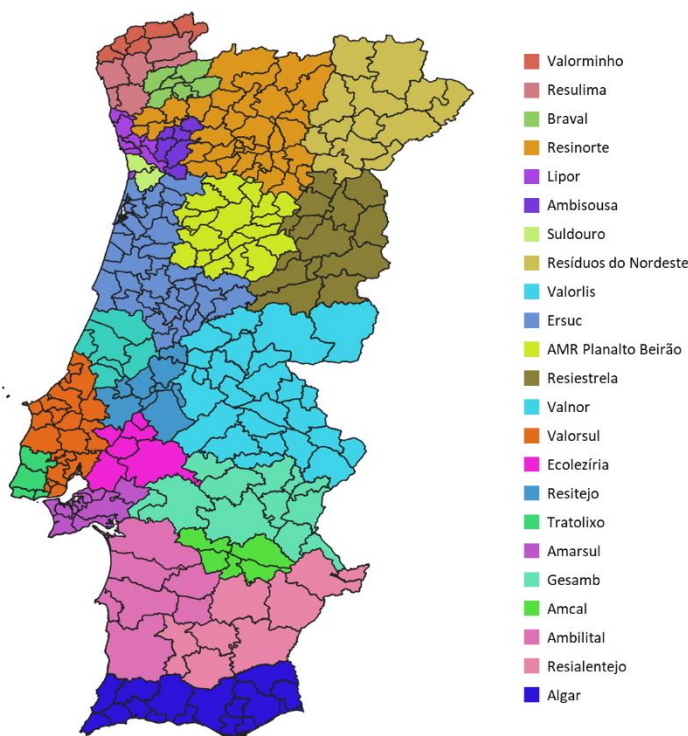 Valorminho
Resulima
Braval
Resinorte
Lipor
Ambisousa
Suldouro
Resíduos do Nordeste
Valorlis
Ersuc
AMR Planalto Beirão
Resiestrela
Valnor
Valorsul
Ecolezíria
Resitejo
Tratolixo
Amarsul
Gesamb
Amcal
Ambilital
Resialentejo
Algar